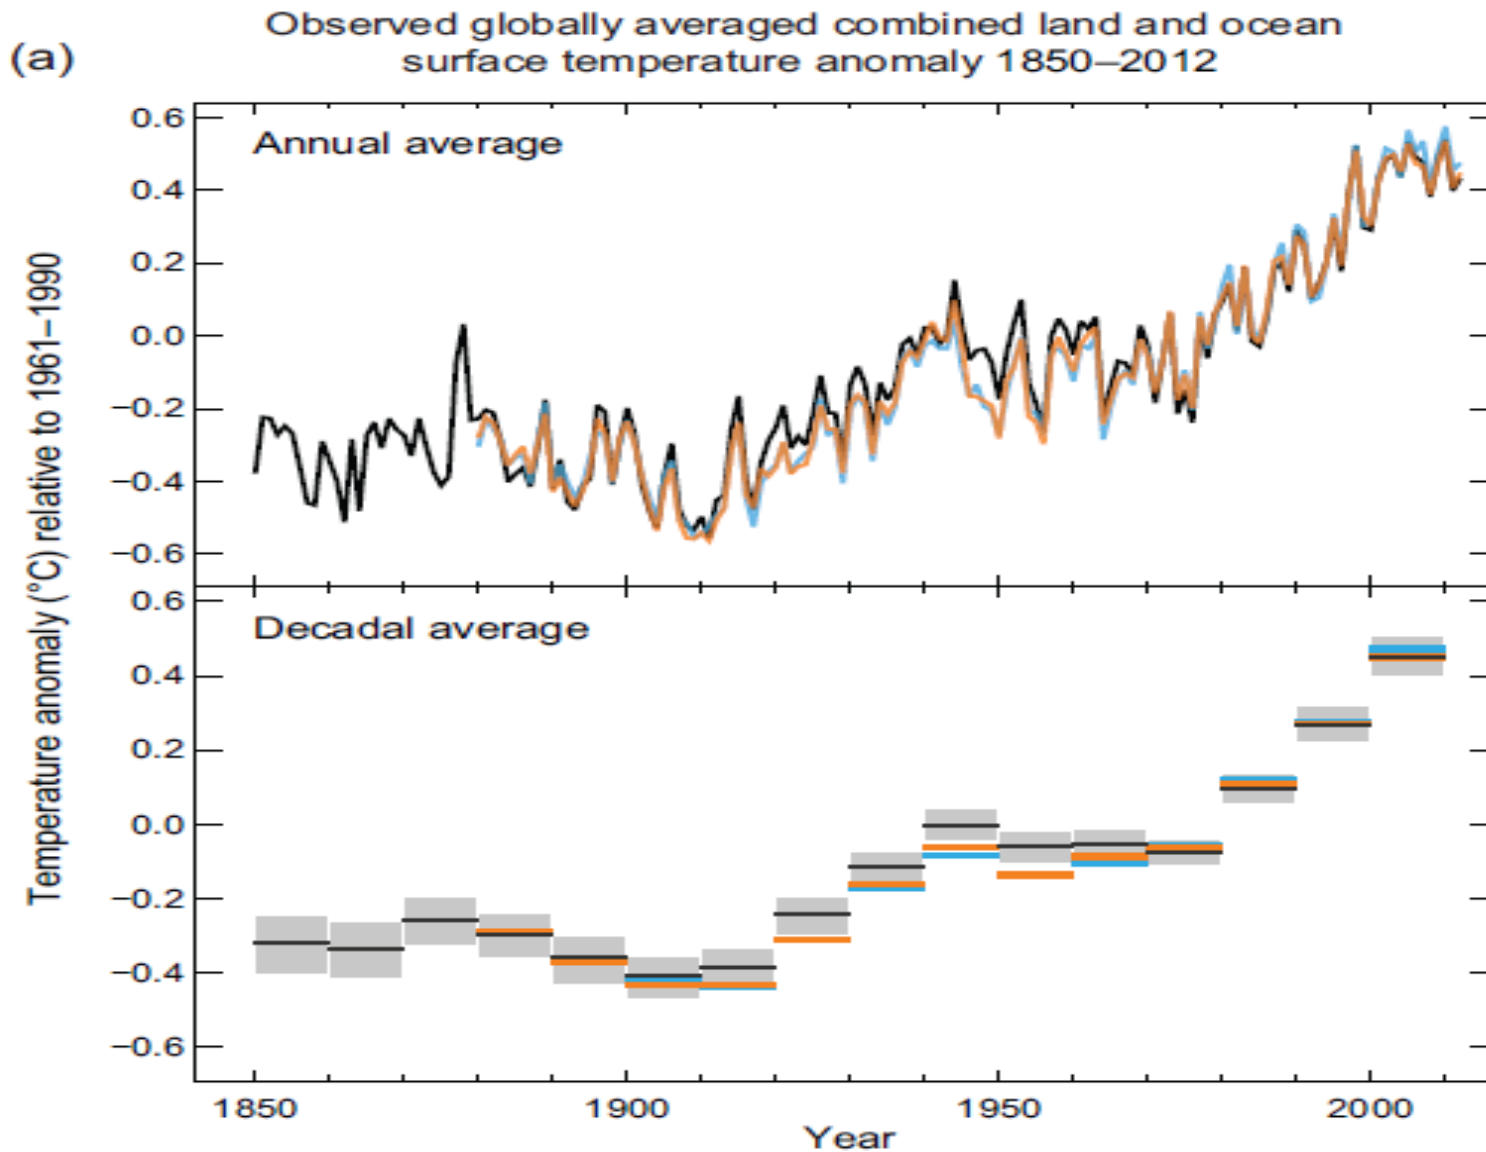 (a)
Observed globally averaged combined land and ocean
surface temperature anomaly 1850–2012
Temperature anomaly (°C) relative to 1961–1990
Annual average
0.6
0.4
0.2
0.0
−0.2
−0.4
−0.6
Decadal average
0.6
0.4
0.2
0.0
−0.2
−0.4
−0.6
1850 1900 1950 2000
Year